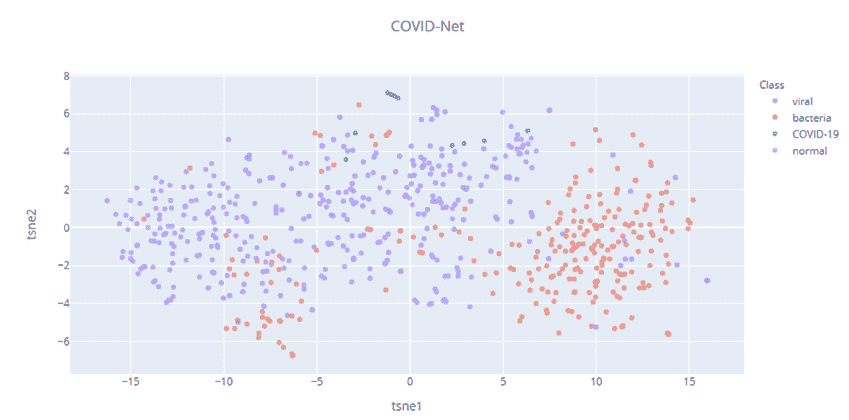 COVID-Net
8
6
4
2
0
−2
−4
−6
tsne2
−15
−10
−5
0
5
10
15
tsne1
Class
viral
bacteria
COVID-19
normal